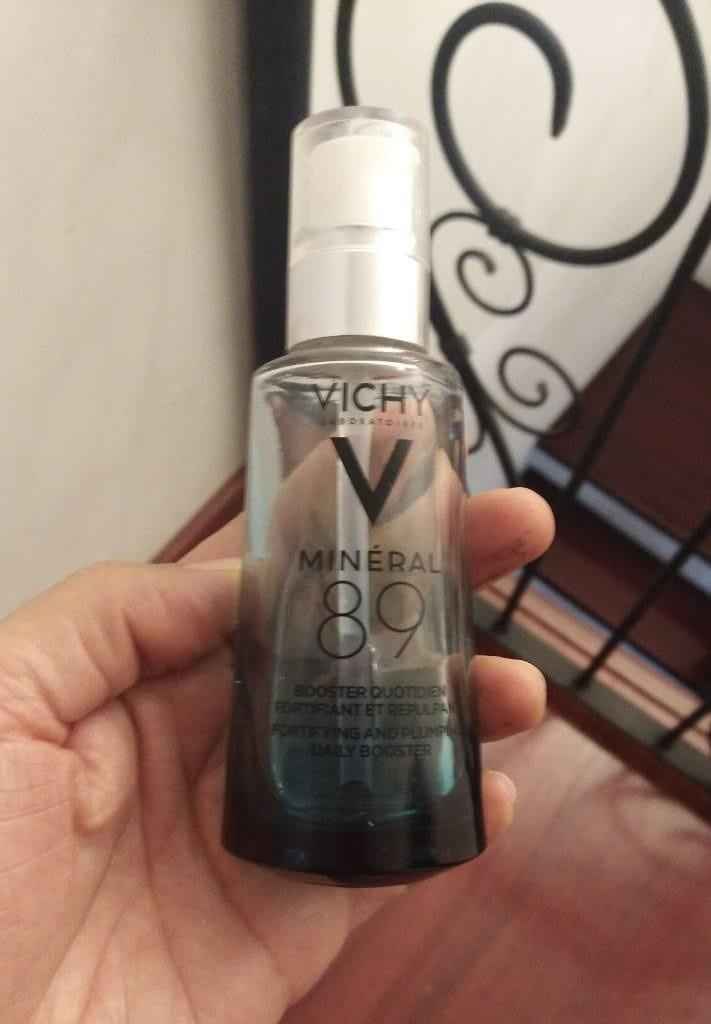 VICHY
LABORATOIRES
V
MINÉRAL
89
BOOSTER QUOTIDIEN
FORTIFIANT ET REPULPANT
FORTIFYING AND PLUMPING
DAILY BOOSTER